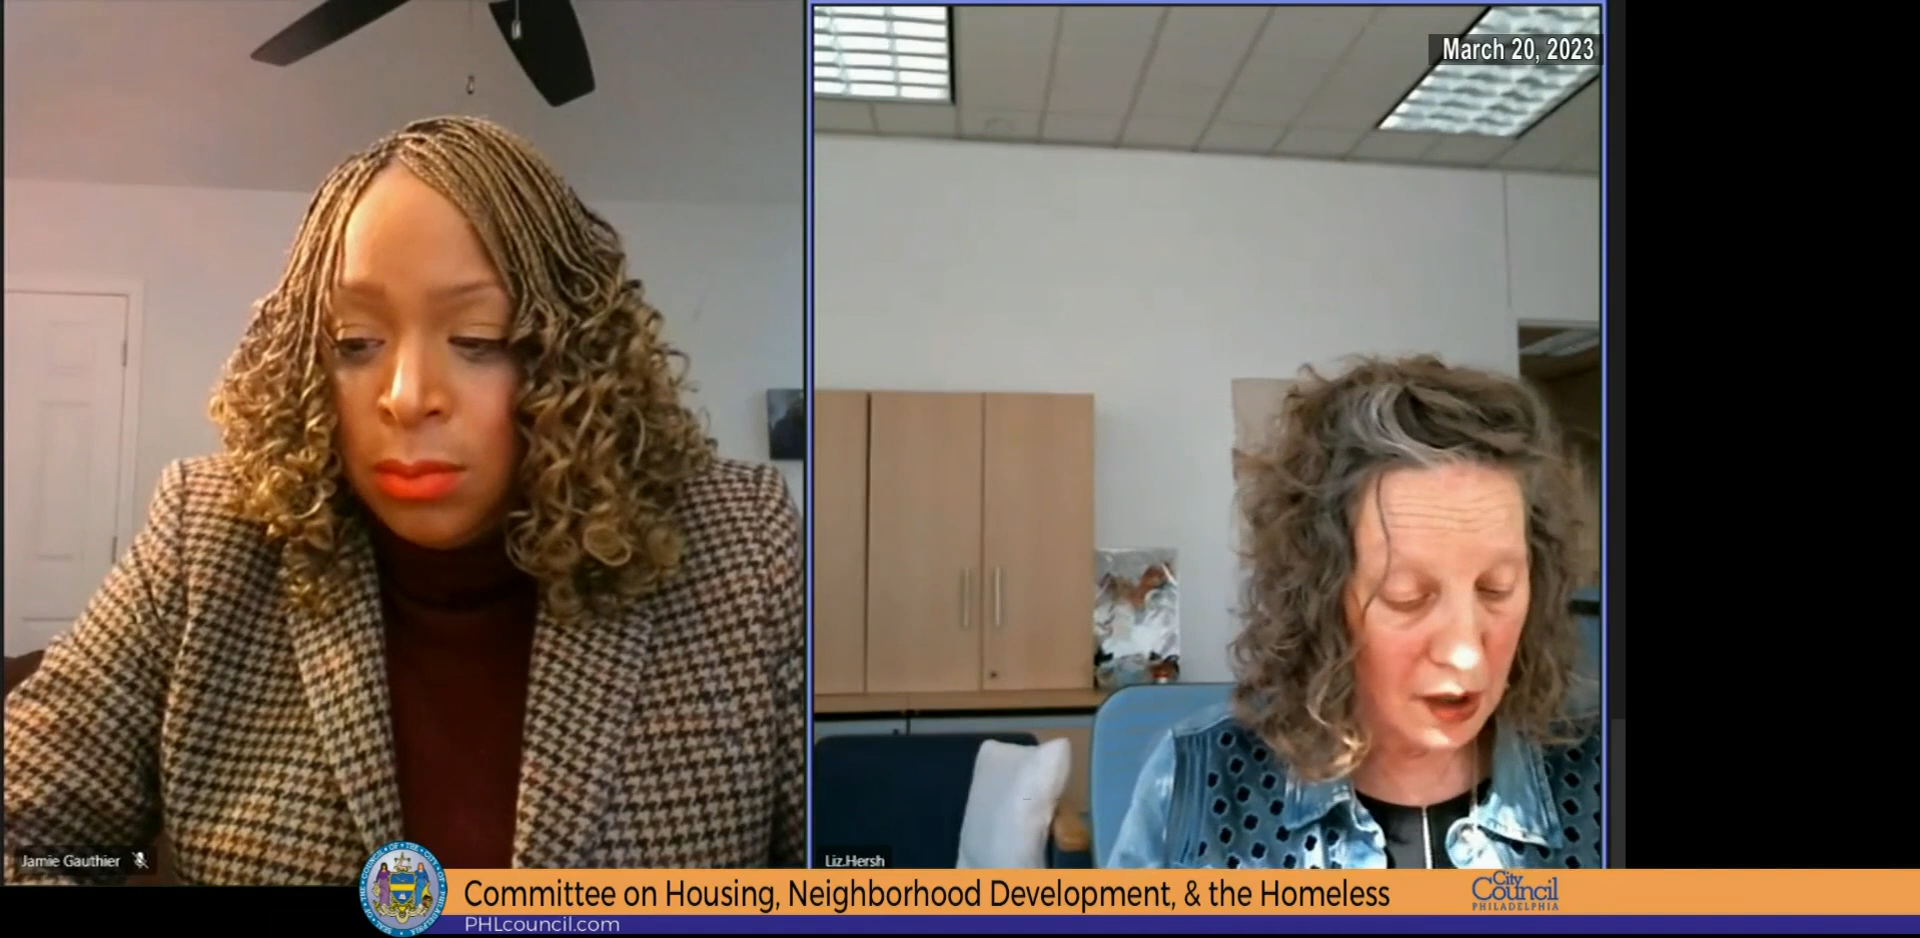 March 20, 2023
Jamie Gauthier
Liz.Hersh
Committee on Housing, Neighborhood Development, & the Homeless
City
Council
PHILADELPHIA
PHLcouncil.com